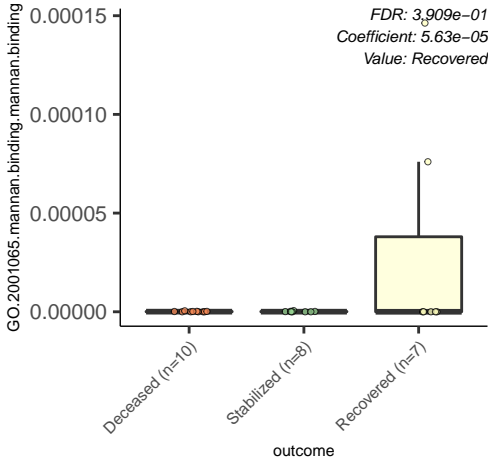 FDR: 3.909e−01
Coefficient: 5.63e−05
Value: Recovered
GO.2001065.mannan.binding.mannan.binding
0.00015
0.00010
0.00005
0.00000
Deceased (n=10)
Stabilized (n=8)
Recovered (n=7)
outcome